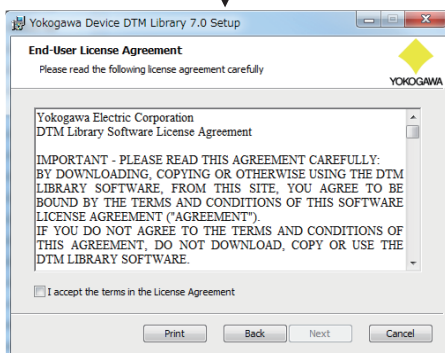 Yokogawa Device DTM Library 7.0 Setup
End-User License Agreement
Please read the following license agreement carefully
YOKOGAWA
Yokogawa Electric Corporation
DTM Library Software License Agreement
IMPORTANT - PLEASE READ THIS AGREEMENT CAREFULLY:
BY DOWNLOADING, COPYING OR OTHERWISE USING THE DTM
LIBRARY SOFTWARE, FROM THIS SITE, YOU AGREE TO BE
BOUND BY THE TERMS AND CONDITIONS OF THIS SOFTWARE
LICENSE AGREEMENT ("AGREEMENT").
IF YOU DO NOT AGREE TO THE TERMS AND CONDITIONS OF
THIS AGREEMENT, DO NOT DOWNLOAD, COPY OR USE THE
DTM LIBRARY SOFTWARE.
I accept the terms in the License Agreement
Print Back Next Cancel